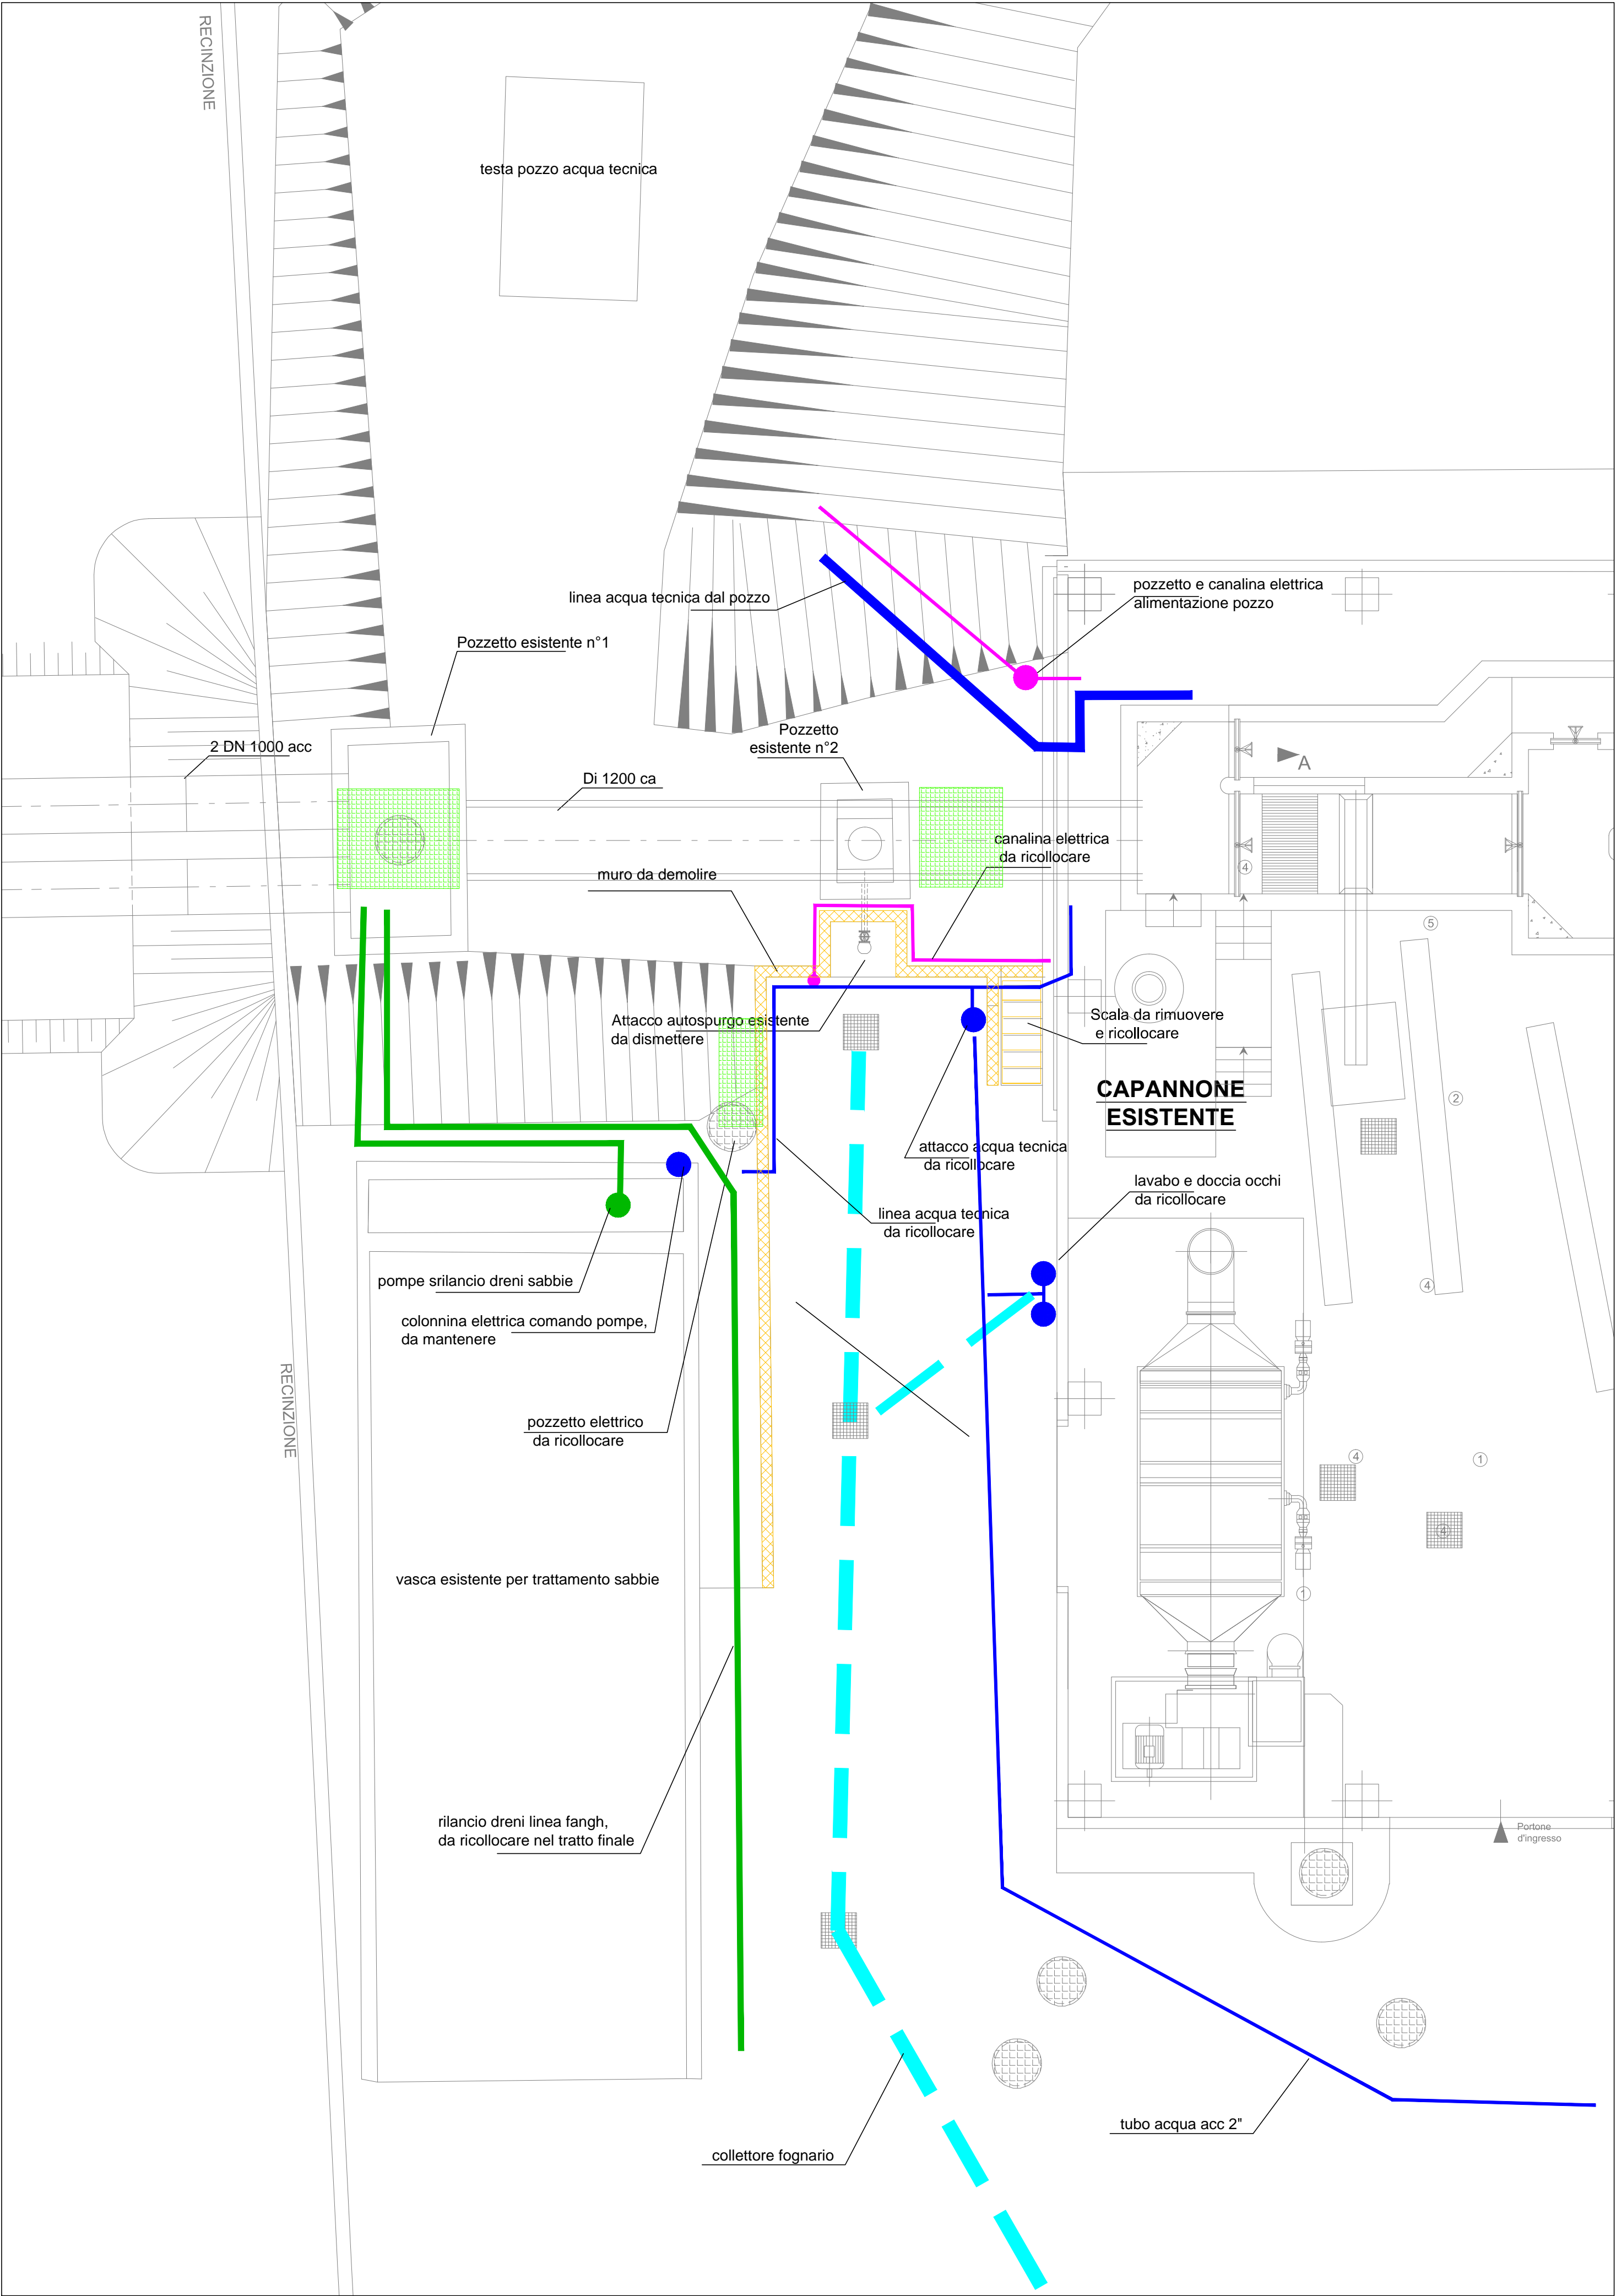 RECINZIONE
testa pozzo acqua tecnica
linea acqua tecnica dal pozzo
pozzetto e canalina elettrica
alimentazione pozzo
Pozzetto esistente n°1
Pozzetto
esistente n°2
2 DN 1000 acc
Di 1200 ca
A
canalina elettrica
da ricollocare
muro da demolire
4
5
Attacco autospurgo esistente
da dismettere
Scala da rimuovere
e ricollocare
CAPANNONE
ESISTENTE
2
attacco acqua tecnica
da ricollocare
lavabo e doccia occhi
da ricollocare
linea acqua tecnica
da ricollocare
pompe srilancio dreni sabbie
4
colonnina elettrica comando pompe,
da mantenere
RECINZIONE
pozzetto elettrico
da ricollocare
4
1
4
vasca esistente per trattamento sabbie
1
rilancio dreni linea fangh,
da ricollocare nel tratto finale
Portone
d'ingresso
tubo acqua acc 2"
collettore fognario